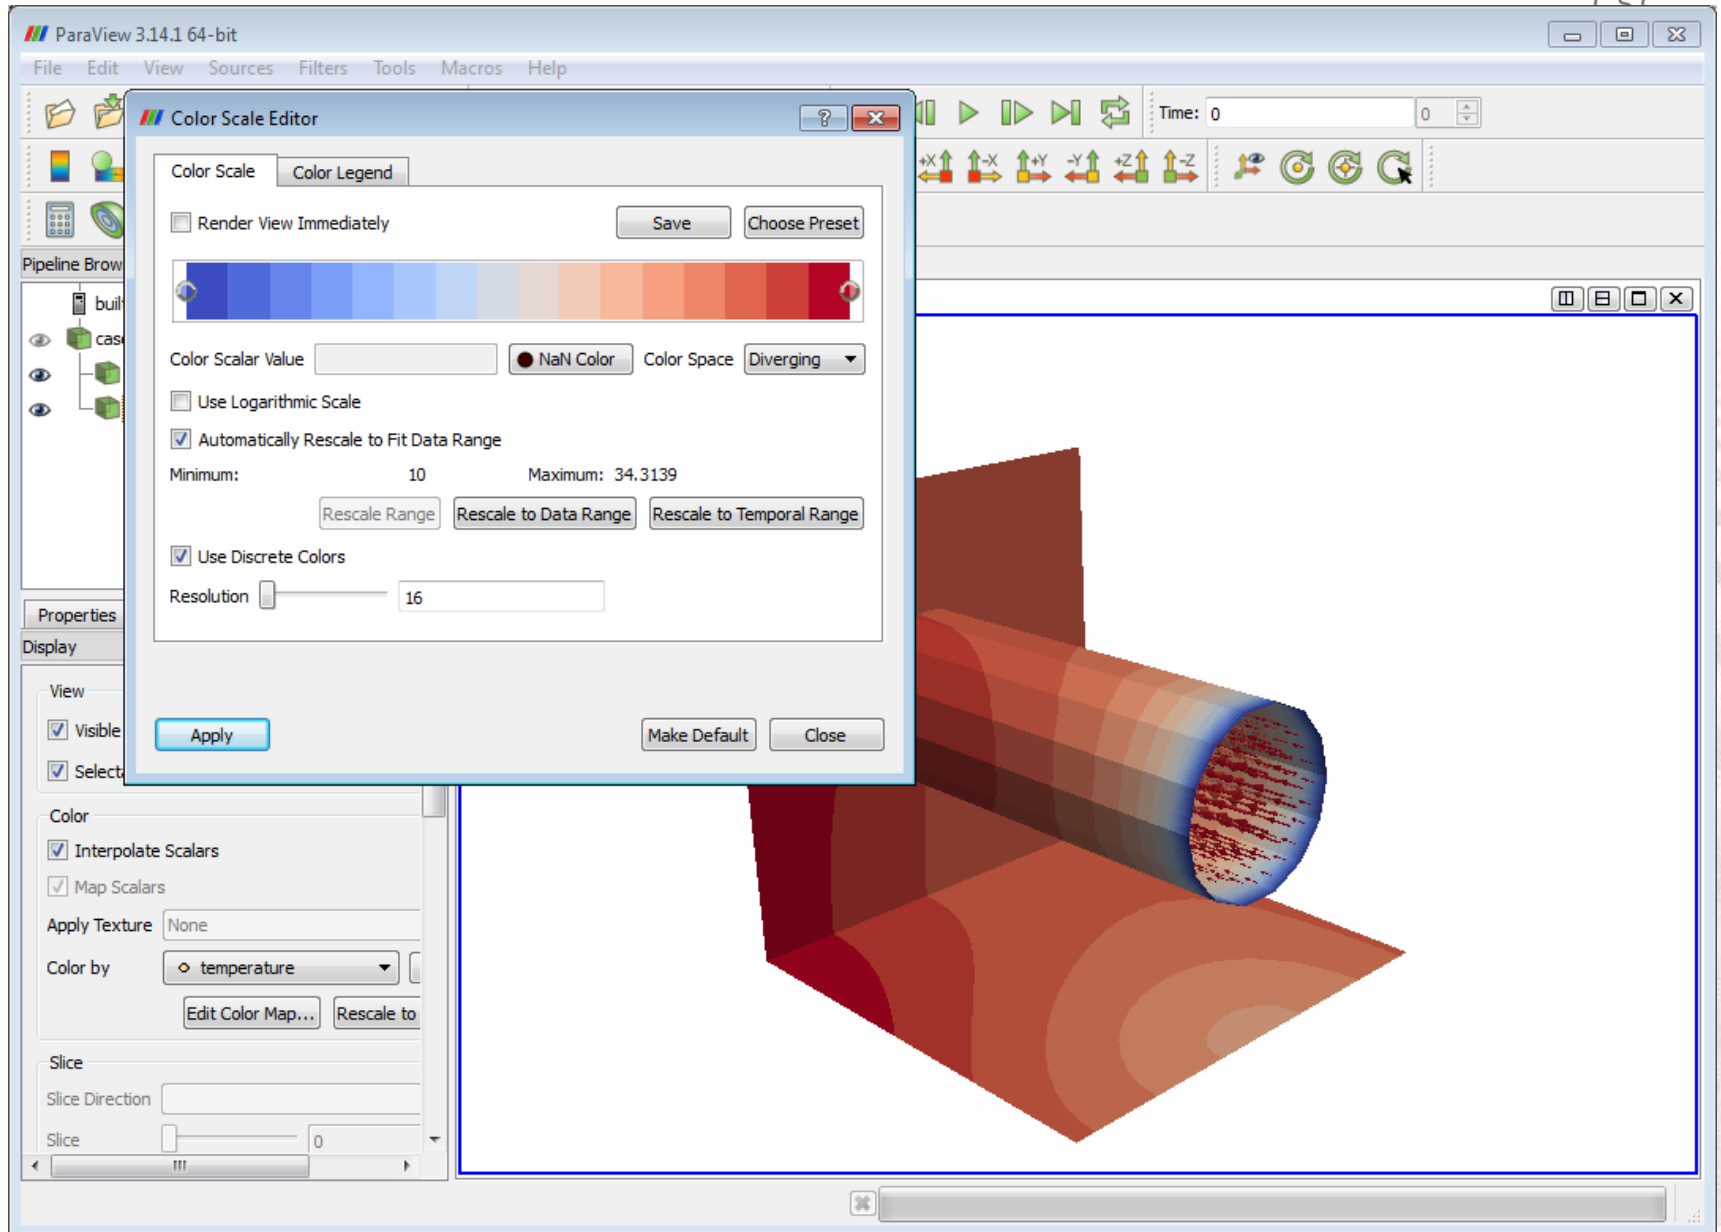 ParaView 3.14.1 64-bit
File Edit View Sources Filters Tools Macros Help
Color Scale Editor
Time: 0 0
+X -X +Y -Y +Z -Z
Color Scale Color Legend
Render View Immediately Save Choose Preset
Pipeline Brow
buil
cas
Color Scalar Value NaN Color Color Space Diverging
Use Logarithmic Scale
Automatically Rescale to Fit Data Range
Minimum: 10 Maximum: 34.3139
Rescale Range Rescale to Data Range Rescale to Temporal Range
Use Discrete Colors
Resolution 16
Properties
Display
View
Visible
Select
Apply Make Default Close
Color
Interpolate Scalars
Map Scalars
Apply Texture None
Color by temperature
Edit Color Map... Rescale to
Slice
Slice Direction
Slice 0